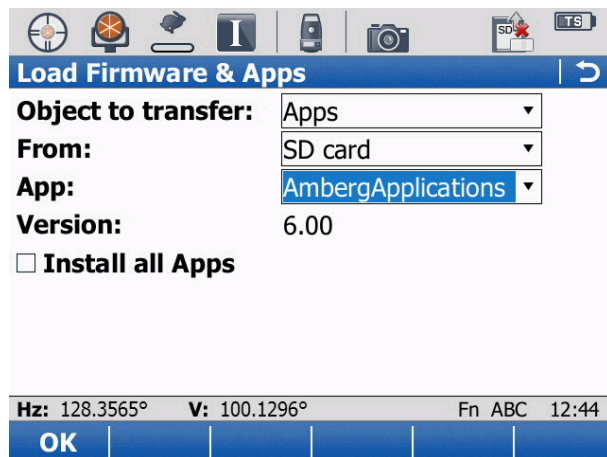 I
SD
TS
Load Firmware & Apps
Object to transfer: Apps
From: SD card
App: AmbergApplications
Version: 6.00
Install all Apps
Hz: 128.3565° V: 100.1296° Fn ABC 12:44
OK